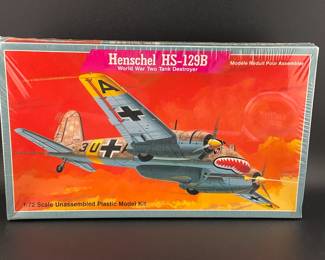 Henschel HS-129B
World War Two Tank Destroyer
Modèle Réduit Pour Assembler
A
3U
1/72 Scale Unassembled Plastic Model Kit